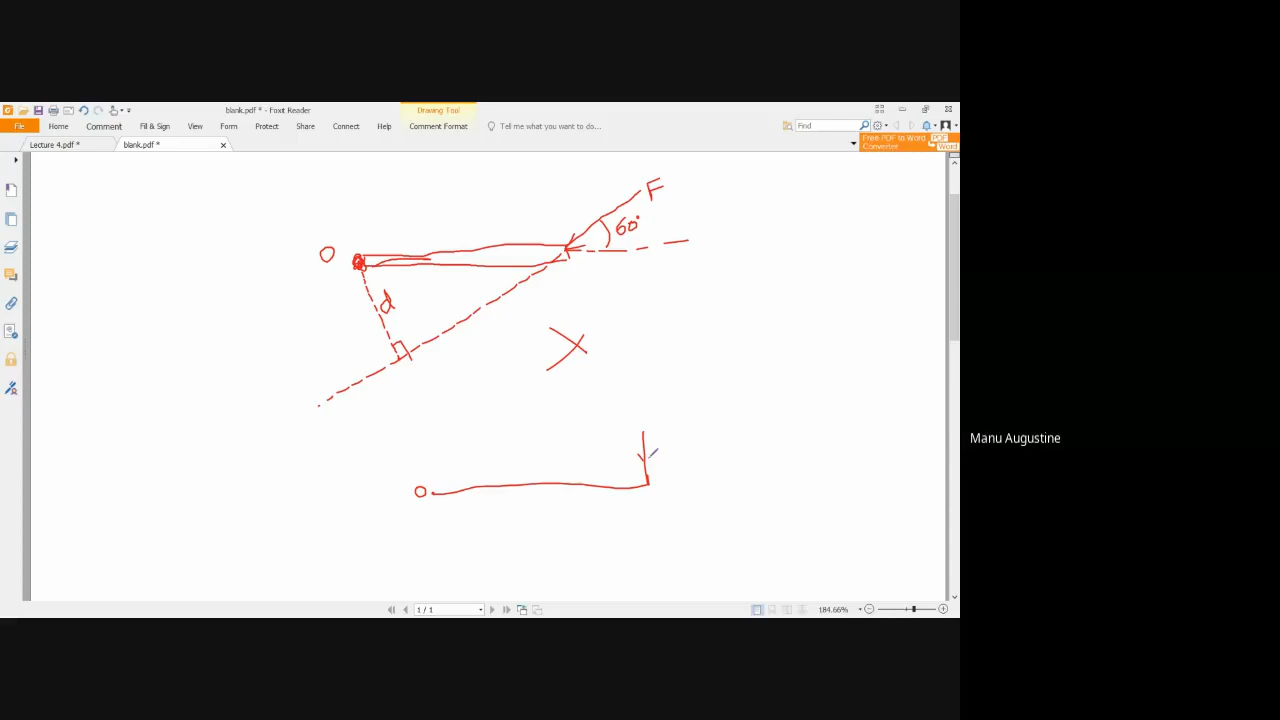 blank.pdf * - Foxit Reader
Drawing Tool
File Home Comment Fill & Sign View Form Protect Share Connect Help Comment Format Tell me what you want to do... Find
Free PDF to Word Converter
PDF
Word
Lecture 4.pdf * blank.pdf *
F
60°
O
d
O
Manu Augustine
1 / 1
184.66%